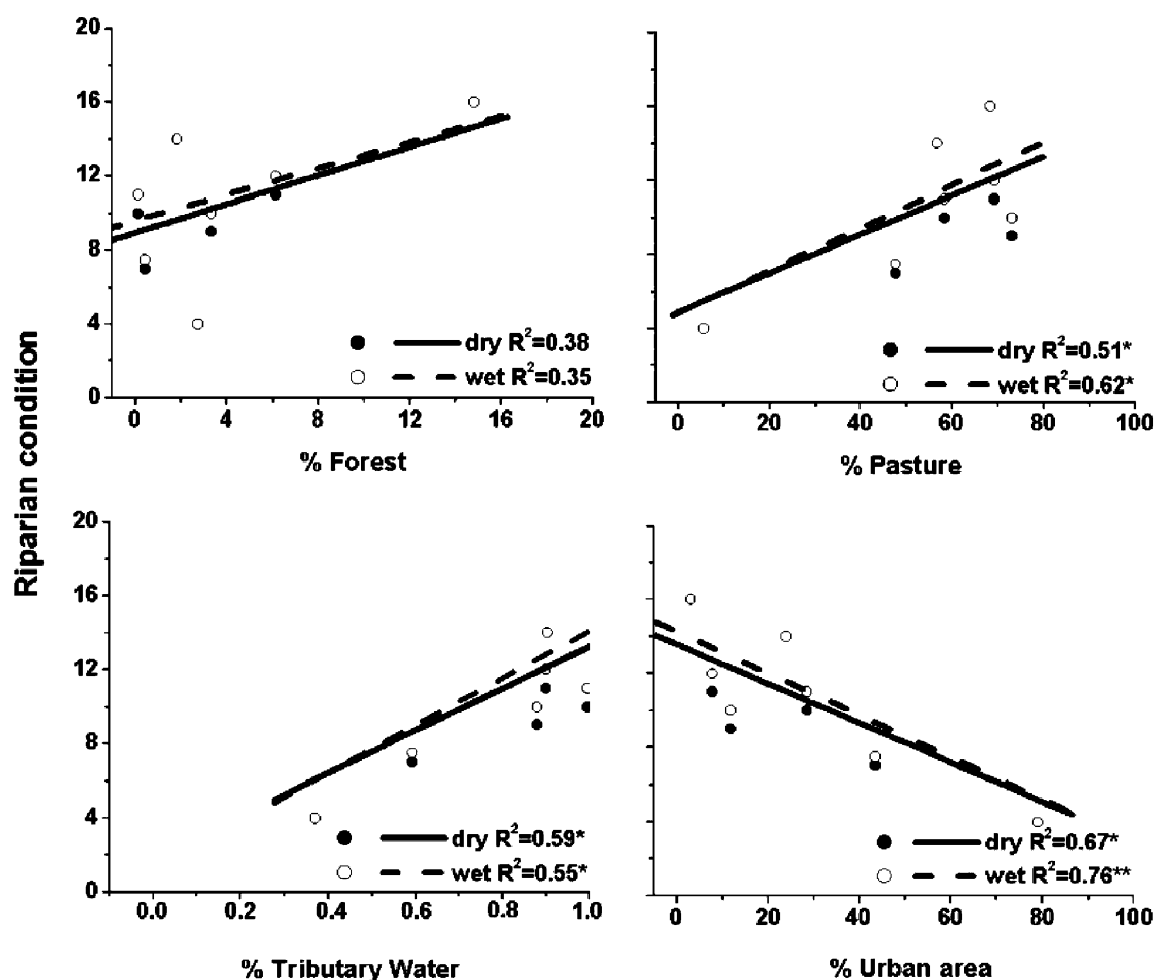 Riparian condition
20
16
12
8
4
0
dry R²=0.38
wet R²=0.35
0 4 8 12 16 20
% Forest
dry R²=0.51*
wet R²=0.62*
0 20 40 60 80 100
% Pasture
20
16
12
8
4
0
dry R²=0.59*
wet R²=0.55*
0.0 0.2 0.4 0.6 0.8 1.0
% Tributary Water
dry R²=0.67*
wet R²=0.76**
0 20 40 60 80 100
% Urban area